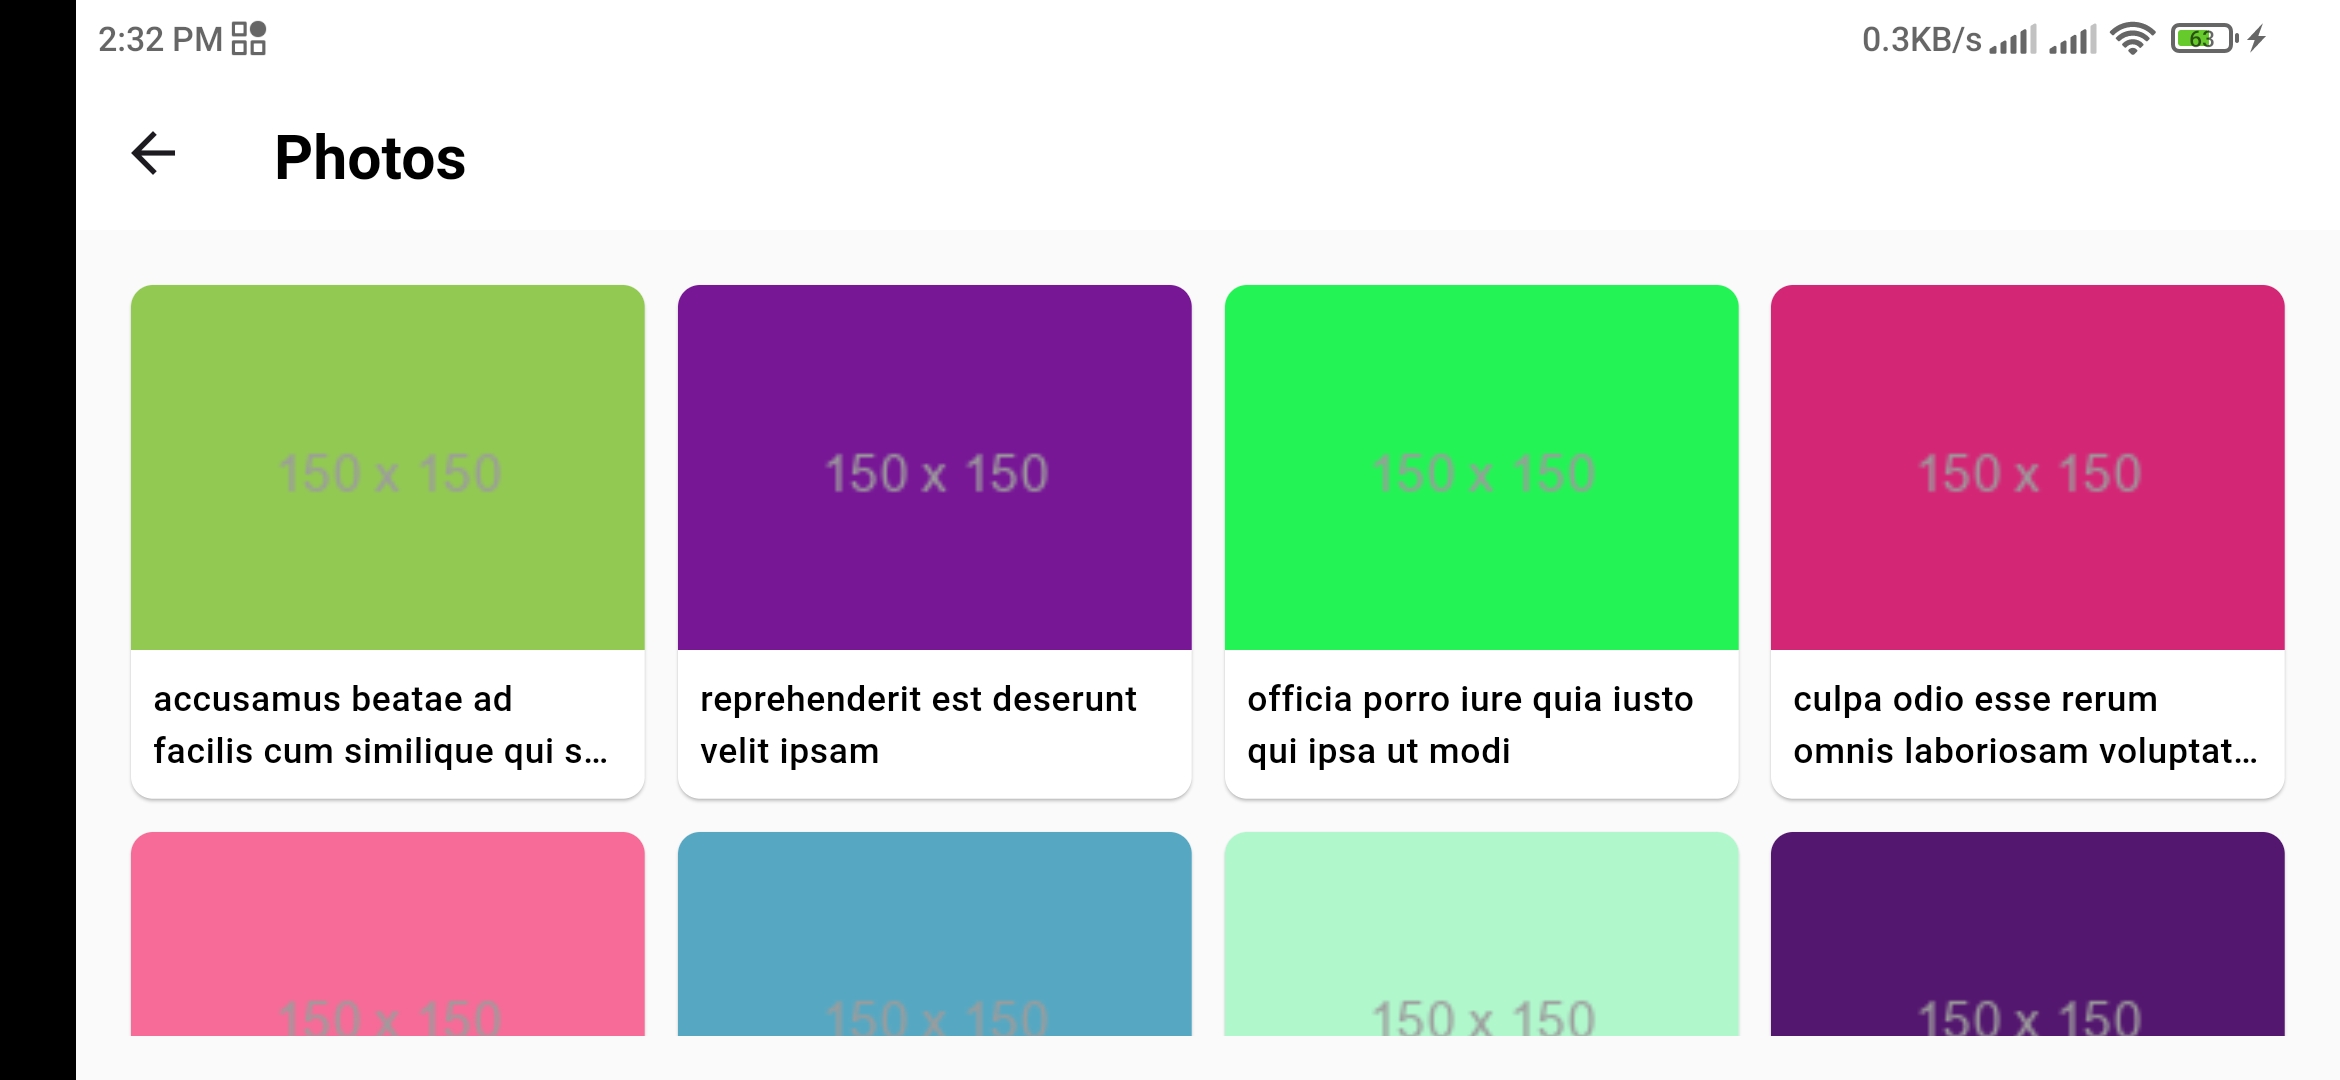 2:32 PM 0.3KB/s 63
Photos
150 x 150
150 x 150
150 x 150
150 x 150
accusamus beatae ad
facilis cum similique qui s...
reprehenderit est deserunt
velit ipsam
officia porro iure quia iusto
qui ipsa ut modi
culpa odio esse rerum
omnis laboriosam voluptat...
150 x 150
150 x 150
150 x 150
150 x 150